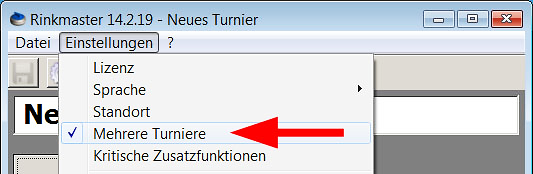 Rinkmaster 14.2.19 - Neues Turnier
Datei Einstellungen ?
Lizenz
Sprache
Standort
Ne
Mehrere Turniere
Kritische Zusatzfunktionen